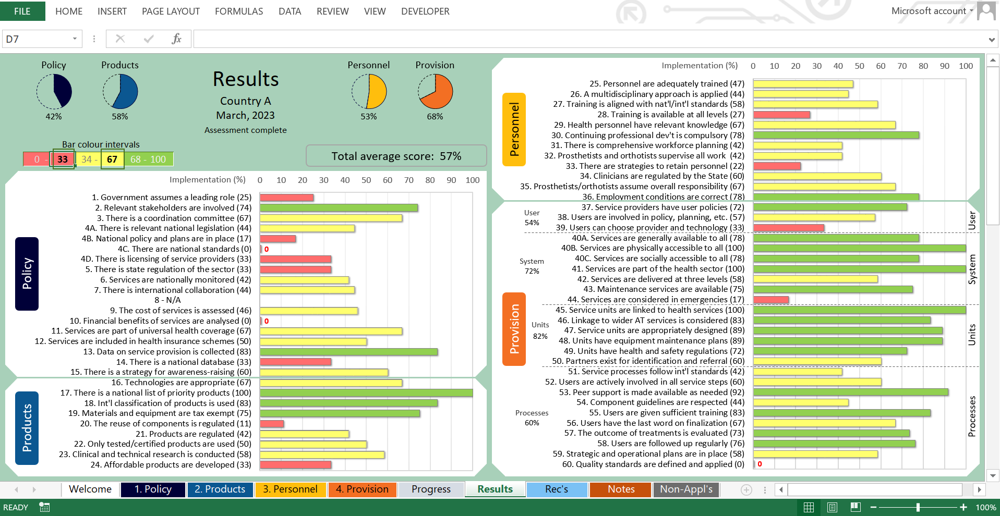 FILE HOME INSERT PAGE LAYOUT FORMULAS DATA REVIEW VIEW DEVELOPER Microsoft account
D7 fx
Policy Products Results Personnel Provision
Country A
March, 2023
42% 58% 53% 68%
Assessment complete
Bar colour intervals
0 - 33 34 - 67 68 - 100
Total average score: 57%
Implementation (%) 0 10 20 30 40 50 60 70 80 90 100
Policy
1. Government assumes a leading role (25)
2. Relevant stakeholders are involved (74)
3. There is a coordination committee (67)
4A. There is relevant national legislation (44)
4B. National policy and plans are in place (17)
4C. There are national standards (0) 0
4D. There is licensing of service providers (33)
5. There is state regulation of the sector (33)
6. Services are nationally monitored (42)
7. There is international collaboration (44)
8 - N/A
9. The cost of services is assessed (46)
10. Financial benefits of services are analysed (0) 0
11. Services are part of universal health coverage (67)
12. Services are included in health insurance schemes (50)
13. Data on service provision is collected (83)
14. There is a national database (33)
15. There is a strategy for awareness-raising (60)
Products
16. Technologies are appropriate (67)
17. There is a national list of priority products (100)
18. Int'l classification of products is used (83)
19. Materials and equipment are tax exempt (75)
20. The reuse of components is regulated (11)
21. Products are regulated (42)
22. Only tested/certified products are used (50)
23. Clinical and technical research is conducted (58)
24. Affordable products are developed (33)
Implementation (%) 0 10 20 30 40 50 60 70 80 90 100
Personnel
25. Personnel are adequately trained (47)
26. A multidisciplinary approach is applied (44)
27. Training is aligned with nat'l/int'l standards (58)
28. Training is available at all levels (27)
29. Health personnel have relevant knowledge (67)
30. Continuing professional dev't is compulsory (78)
31. There is comprehensive workforce planning (42)
32. Prosthetists and orthotists supervise all work (42)
33. There are strategies to retain personnel (22)
34. Clinicians are regulated by the State (60)
35. Prosthetists/orthotists assume overall responsibility (67)
36. Employment conditions are correct (78)
Provision
User
54%
User
37. Service providers have user policies (72)
38. Users are involved in policy, planning, etc. (57)
39. Users can choose provider and technology (33)
System
72%
System
40A. Services are generally available to all (78)
40B. Services are physically accessible to all (100)
40C. Services are socially accessible to all (78)
41. Services are part of the health sector (100)
42. Services are delivered at three levels (58)
43. Maintenance services are available (75)
44. Services are considered in emergencies (17)
Units
82%
Units
45. Service units are linked to health services (100)
46. Linkage to wider AT services is considered (83)
47. Service units are appropriately designed (89)
48. Units have equipment maintenance plans (89)
49. Units have health and safety regulations (72)
50. Partners exist for identification and referral (60)
Processes
60%
Processes
51. Service processes follow int'l standards (42)
52. Users are actively involved in all service steps (60)
53. Peer support is made available as needed (92)
54. Component guidelines are respected (44)
55. Users are given sufficient training (83)
56. Users have the last word on finalization (67)
57. The outcome of treatments is evaluated (73)
58. Users are followed up regularly (76)
59. Strategic and operational plans are in place (58)
60. Quality standards are defined and applied (0) 0
Welcome 1. Policy 2. Products 3. Personnel 4. Provision Progress Results Rec's Notes Non-Appl's
READY 100%